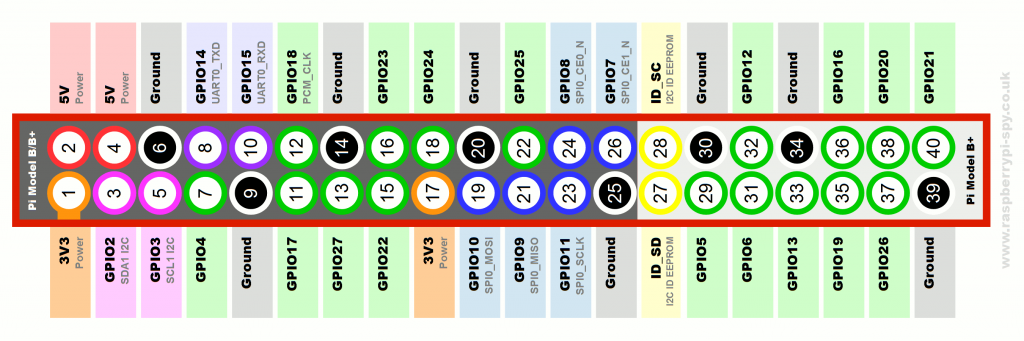 5V
Power
5V
Power
Ground
GPIO14
UART0_TXD
GPIO15
UART0_RXD
GPIO18
PCM_CLK
Ground
GPIO23
GPIO24
Ground
GPIO25
GPIO8
SPI0_CE0_N
GPIO7
SPI0_CE1_N
ID_SC
I2C ID EEPROM
Ground
GPIO12
Ground
GPIO16
GPIO20
GPIO21
Pi Model B/B+
2 4 6 8 10 12 14 16 18 20 22 24 26 28 30 32 34 36 38 40
1 3 5 7 9 11 13 15 17 19 21 23 25 27 29 31 33 35 37 39
Pi Model B+
3V3
Power
GPIO2
SDA1 I2C
GPIO3
SCL1 I2C
GPIO4
Ground
GPIO17
GPIO27
GPIO22
3V3
Power
GPIO10
SPI0_MOSI
GPIO9
SPI0_MISO
GPIO11
SPI0_SCLK
Ground
ID_SD
I2C ID EEPROM
GPIO5
GPIO6
GPIO13
GPIO19
GPIO26
Ground
www.raspberrypi-spy.co.uk